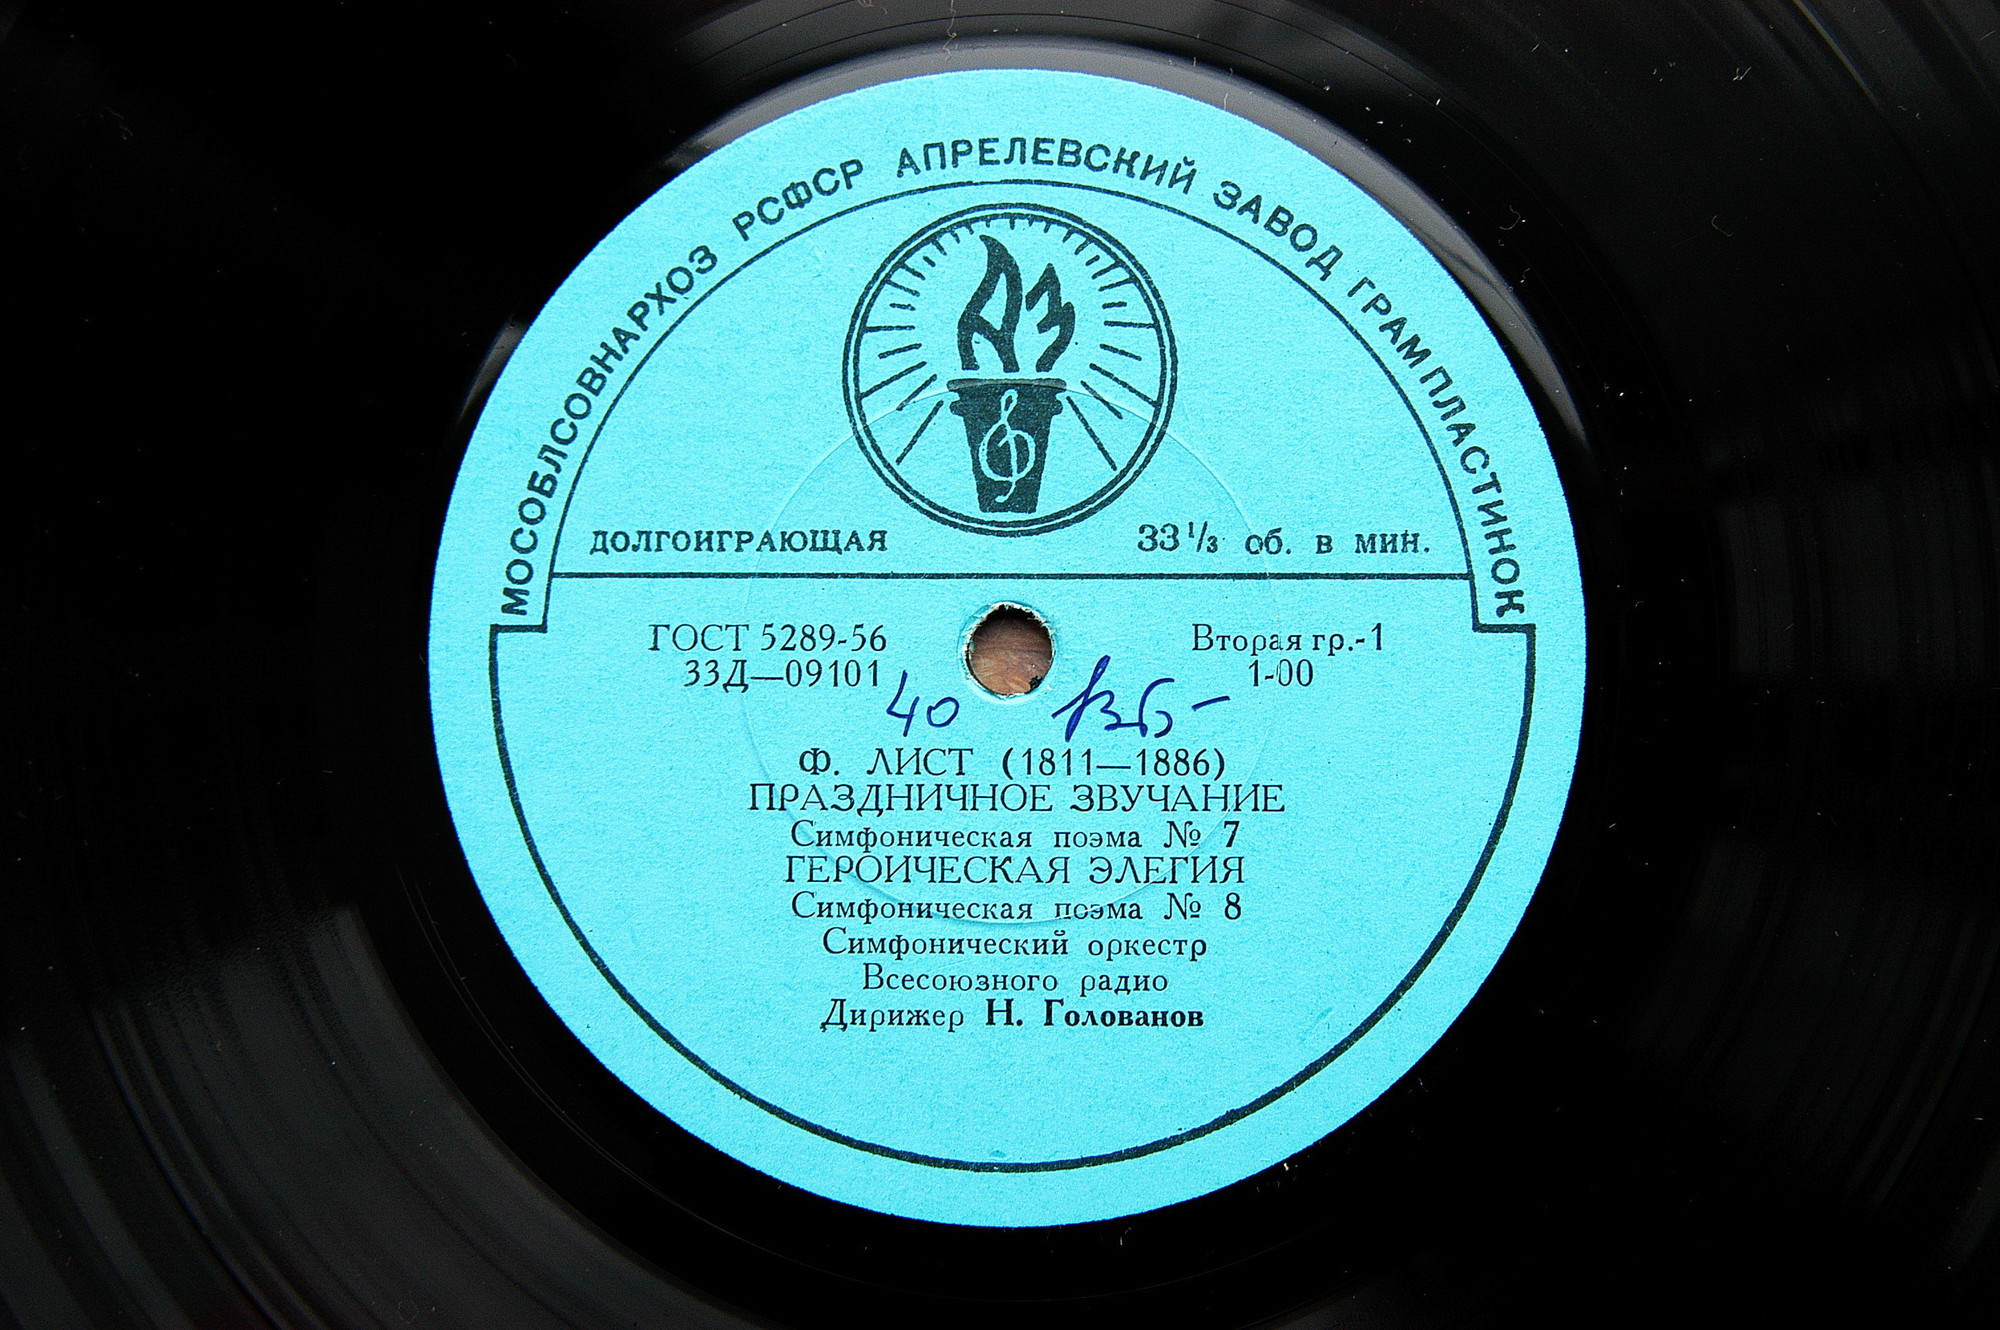 МОСОБЛСОВНАРХОЗ РСФСР АПРЕЛЕВСКИЙ ЗАВОД ГРАМПЛАСТИНОК
АЗ
ДОЛГОИГРАЮЩАЯ 33 1/3 об. в мин.
ГОСТ 5289-56 Вторая гр.-1
33Д—09101 1-00
40
Ф. ЛИСТ (1811—1886)
ПРАЗДНИЧНОЕ ЗВУЧАНИЕ
Симфоническая поэма № 7
ГЕРОИЧЕСКАЯ ЭЛЕГИЯ
Симфоническая поэма № 8
Симфонический оркестр
Всесоюзного радио
Дирижер Н. Голованов